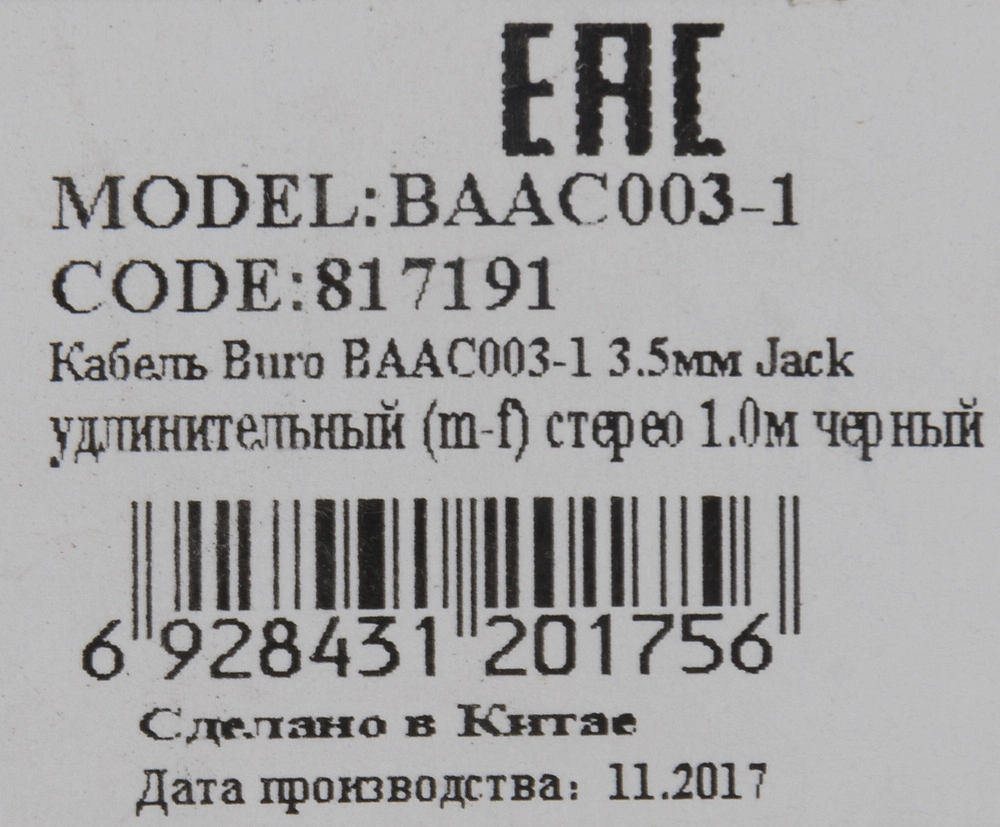 EAC
MODEL:BAAC003-1
CODE:817191
Кабель Buro BAAC003-1 3.5мм Jack
удлинительный (m-f) стерео 1.0м черный
6 928431 201756
Сделано в Китае
Дата производства: 11.2017